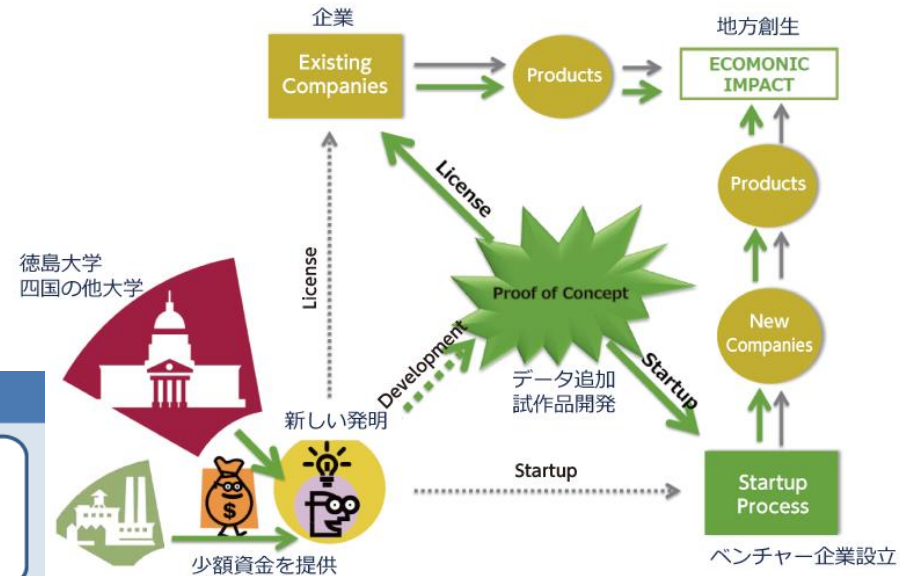 企業
Existing
Companies
Products
地方創生
ECOMONIC
IMPACT
License
License
Products
徳島大学
四国の他大学
Proof of Concept
New
Companies
Development
データ追加
試作品開発
Startup
新しい発明
Startup
Startup
Process
$
少額資金を提供
ベンチャー企業設立